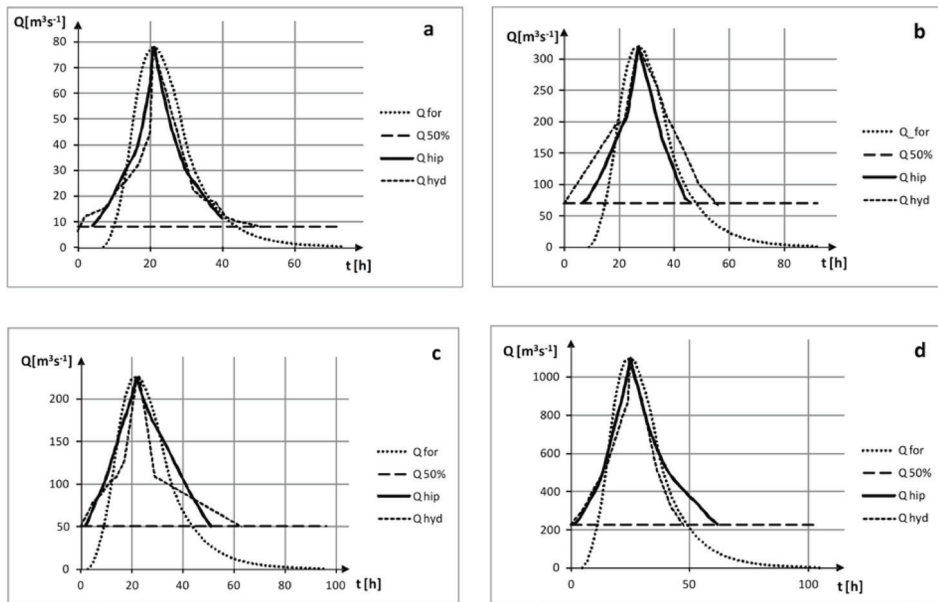 Q[m³s⁻¹]
a
80
70
60
50
40
30
20
10
0
0 20 40 60
t [h]
Q for
Q 50%
Q hip
Q hyd
Q[m³s⁻¹]
b
300
250
200
150
100
50
0
0 20 40 60 80
t [h]
Q_for
Q 50%
Q hip
Q hyd
Q[m³s⁻¹]
c
200
150
100
50
0
0 20 40 60 80 100
t [h]
Q for
Q 50%
Q hip
Q hyd
Q [m³s⁻¹]
d
1000
800
600
400
200
0
0 50 100
t [h]
Q for
Q 50%
Q hip
Q hyd